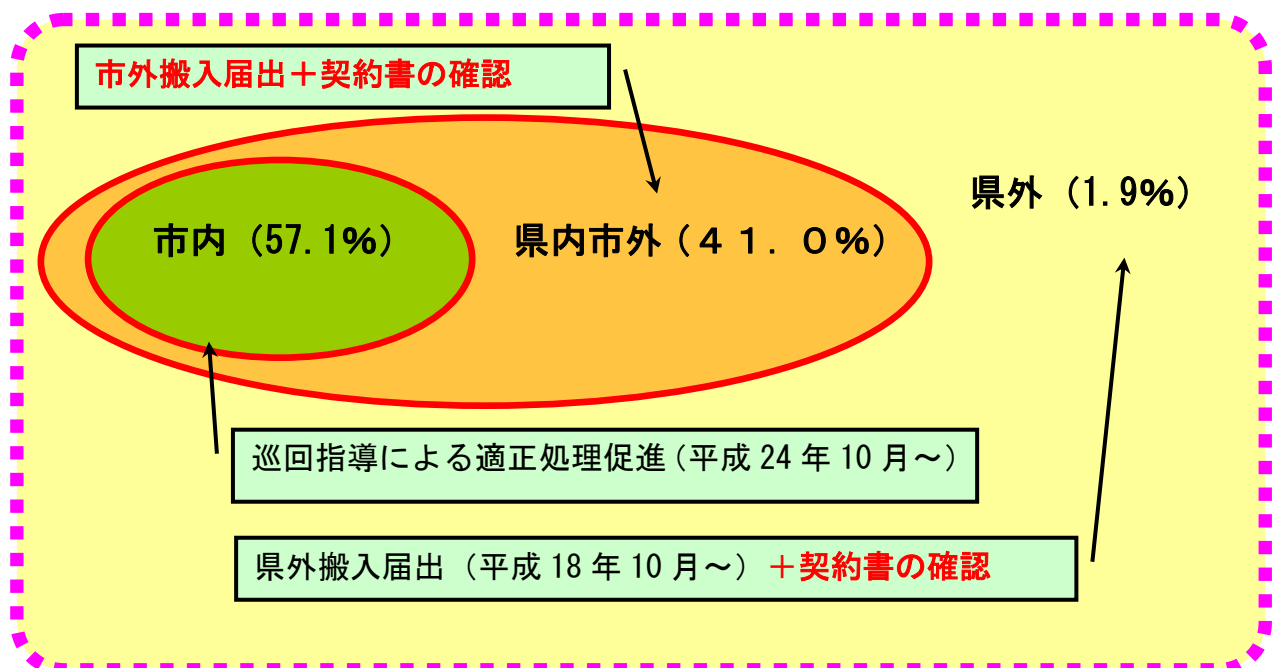 市外搬入届出＋契約書の確認
県外（1.9%）
市内（57.1%）
県内市外（４１．０％）
巡回指導による適正処理促進（平成 24 年 10 月～）
県外搬入届出（平成 18 年 10 月～）＋契約書の確認